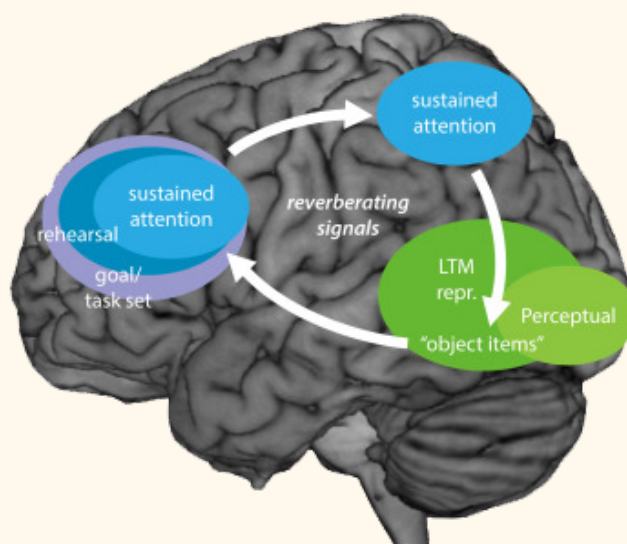 sustained
attention
sustained
attention
rehearsal
goal/
task set
reverberating
signals
LTM
repr.
Perceptual
“object items”